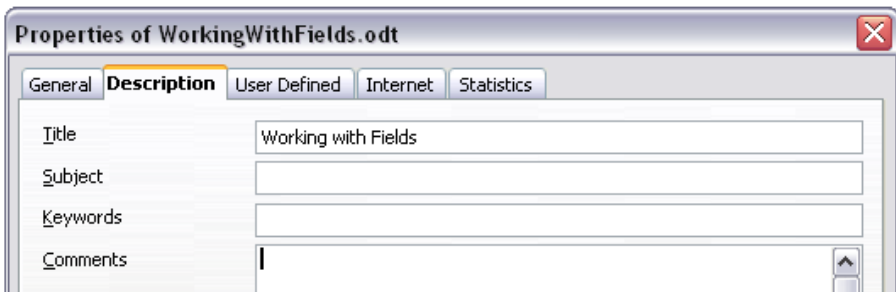 Properties of WorkingWithFields.odt
General Description User Defined Internet Statistics
Title Working with Fields
Subject
Keywords
Comments